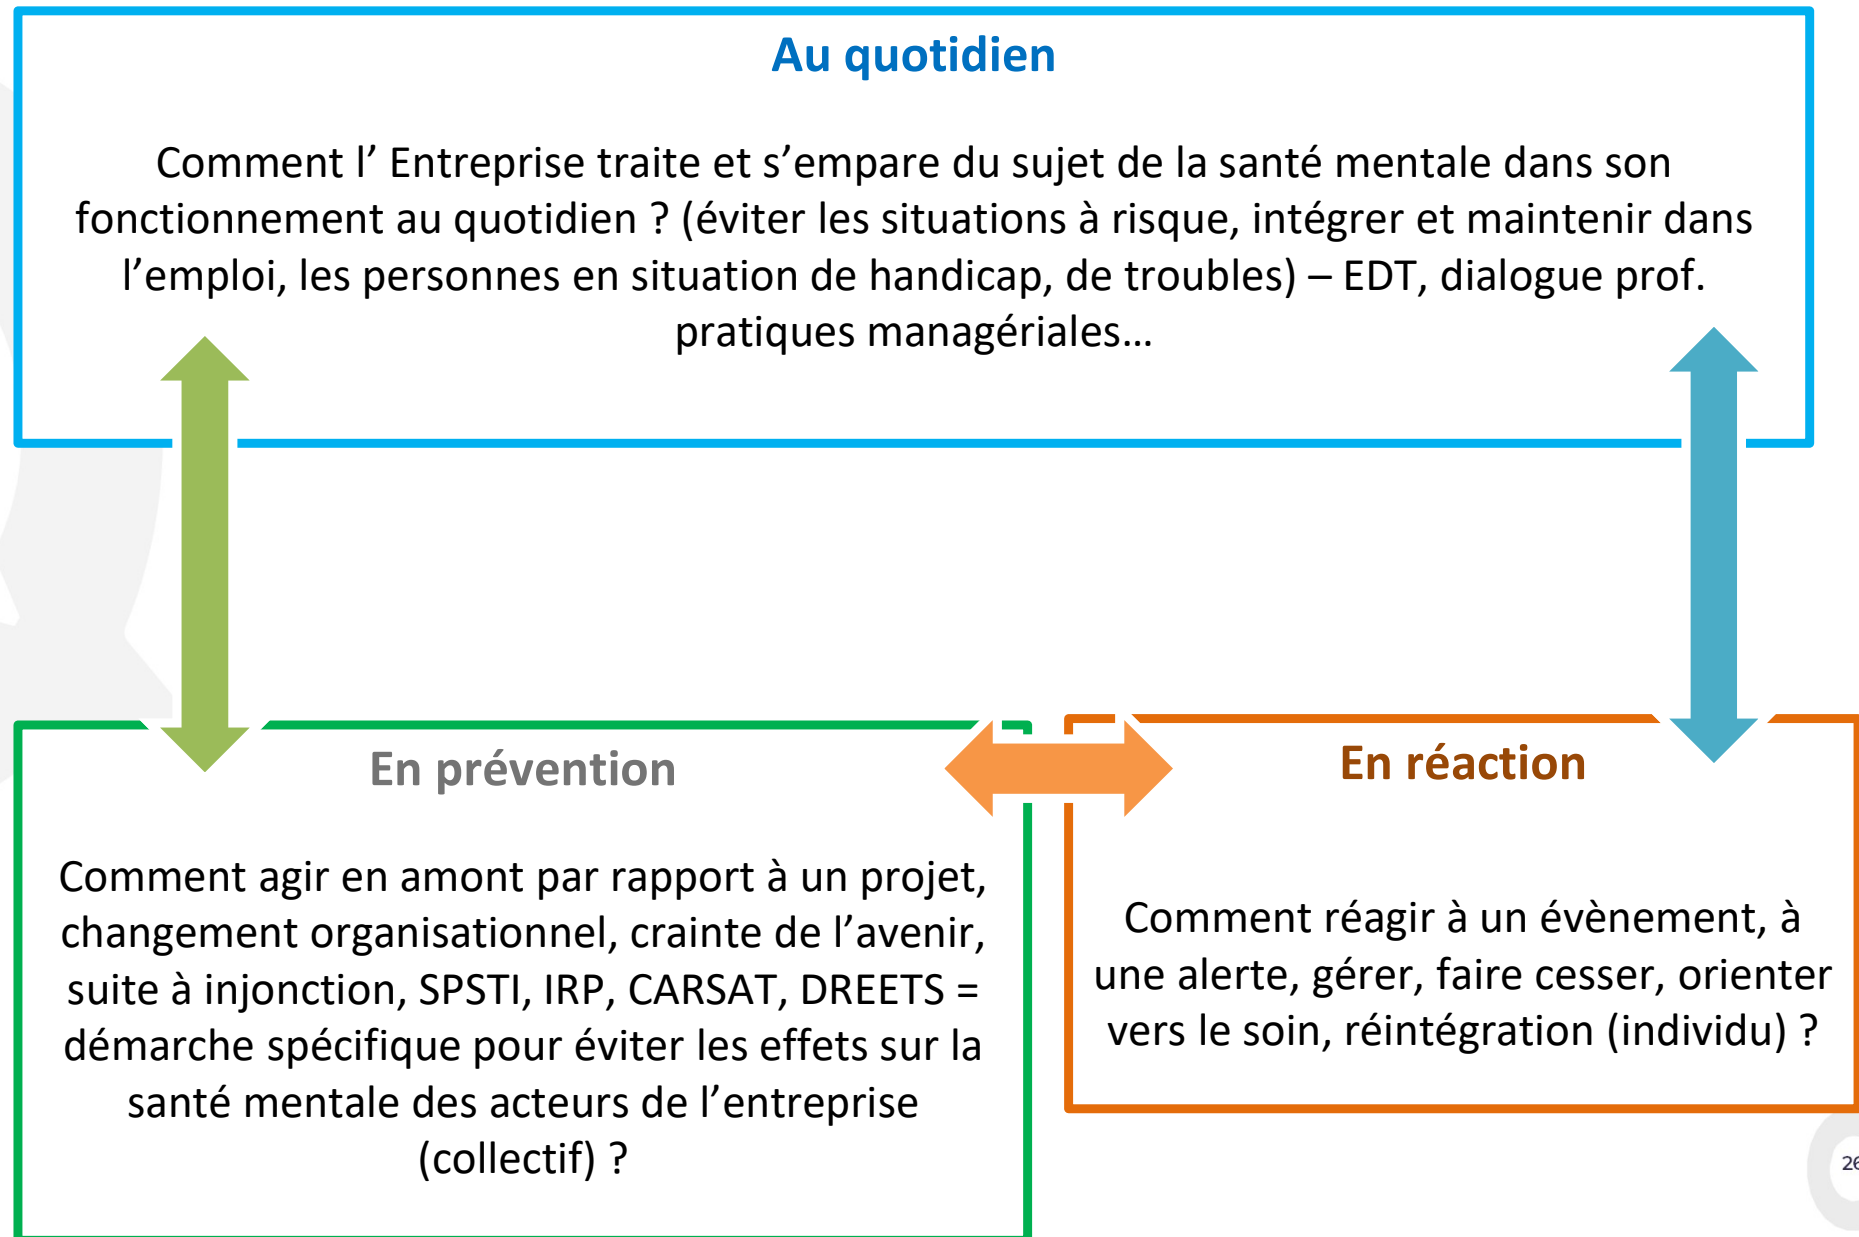 Au quotidien
Comment l’ Entreprise traite et s’empare du sujet de la santé mentale dans son
fonctionnement au quotidien ? (éviter les situations à risque, intégrer et maintenir dans
l’emploi, les personnes en situation de handicap, de troubles) – EDT, dialogue prof.
pratiques managériales…
En prévention
Comment agir en amont par rapport à un projet,
changement organisationnel, crainte de l’avenir,
suite à injonction, SPSTI, IRP, CARSAT, DREETS =
démarche spécifique pour éviter les effets sur la
santé mentale des acteurs de l’entreprise
(collectif) ?
En réaction
Comment réagir à un évènement, à
une alerte, gérer, faire cesser, orienter
vers le soin, réintégration (individu) ?
26